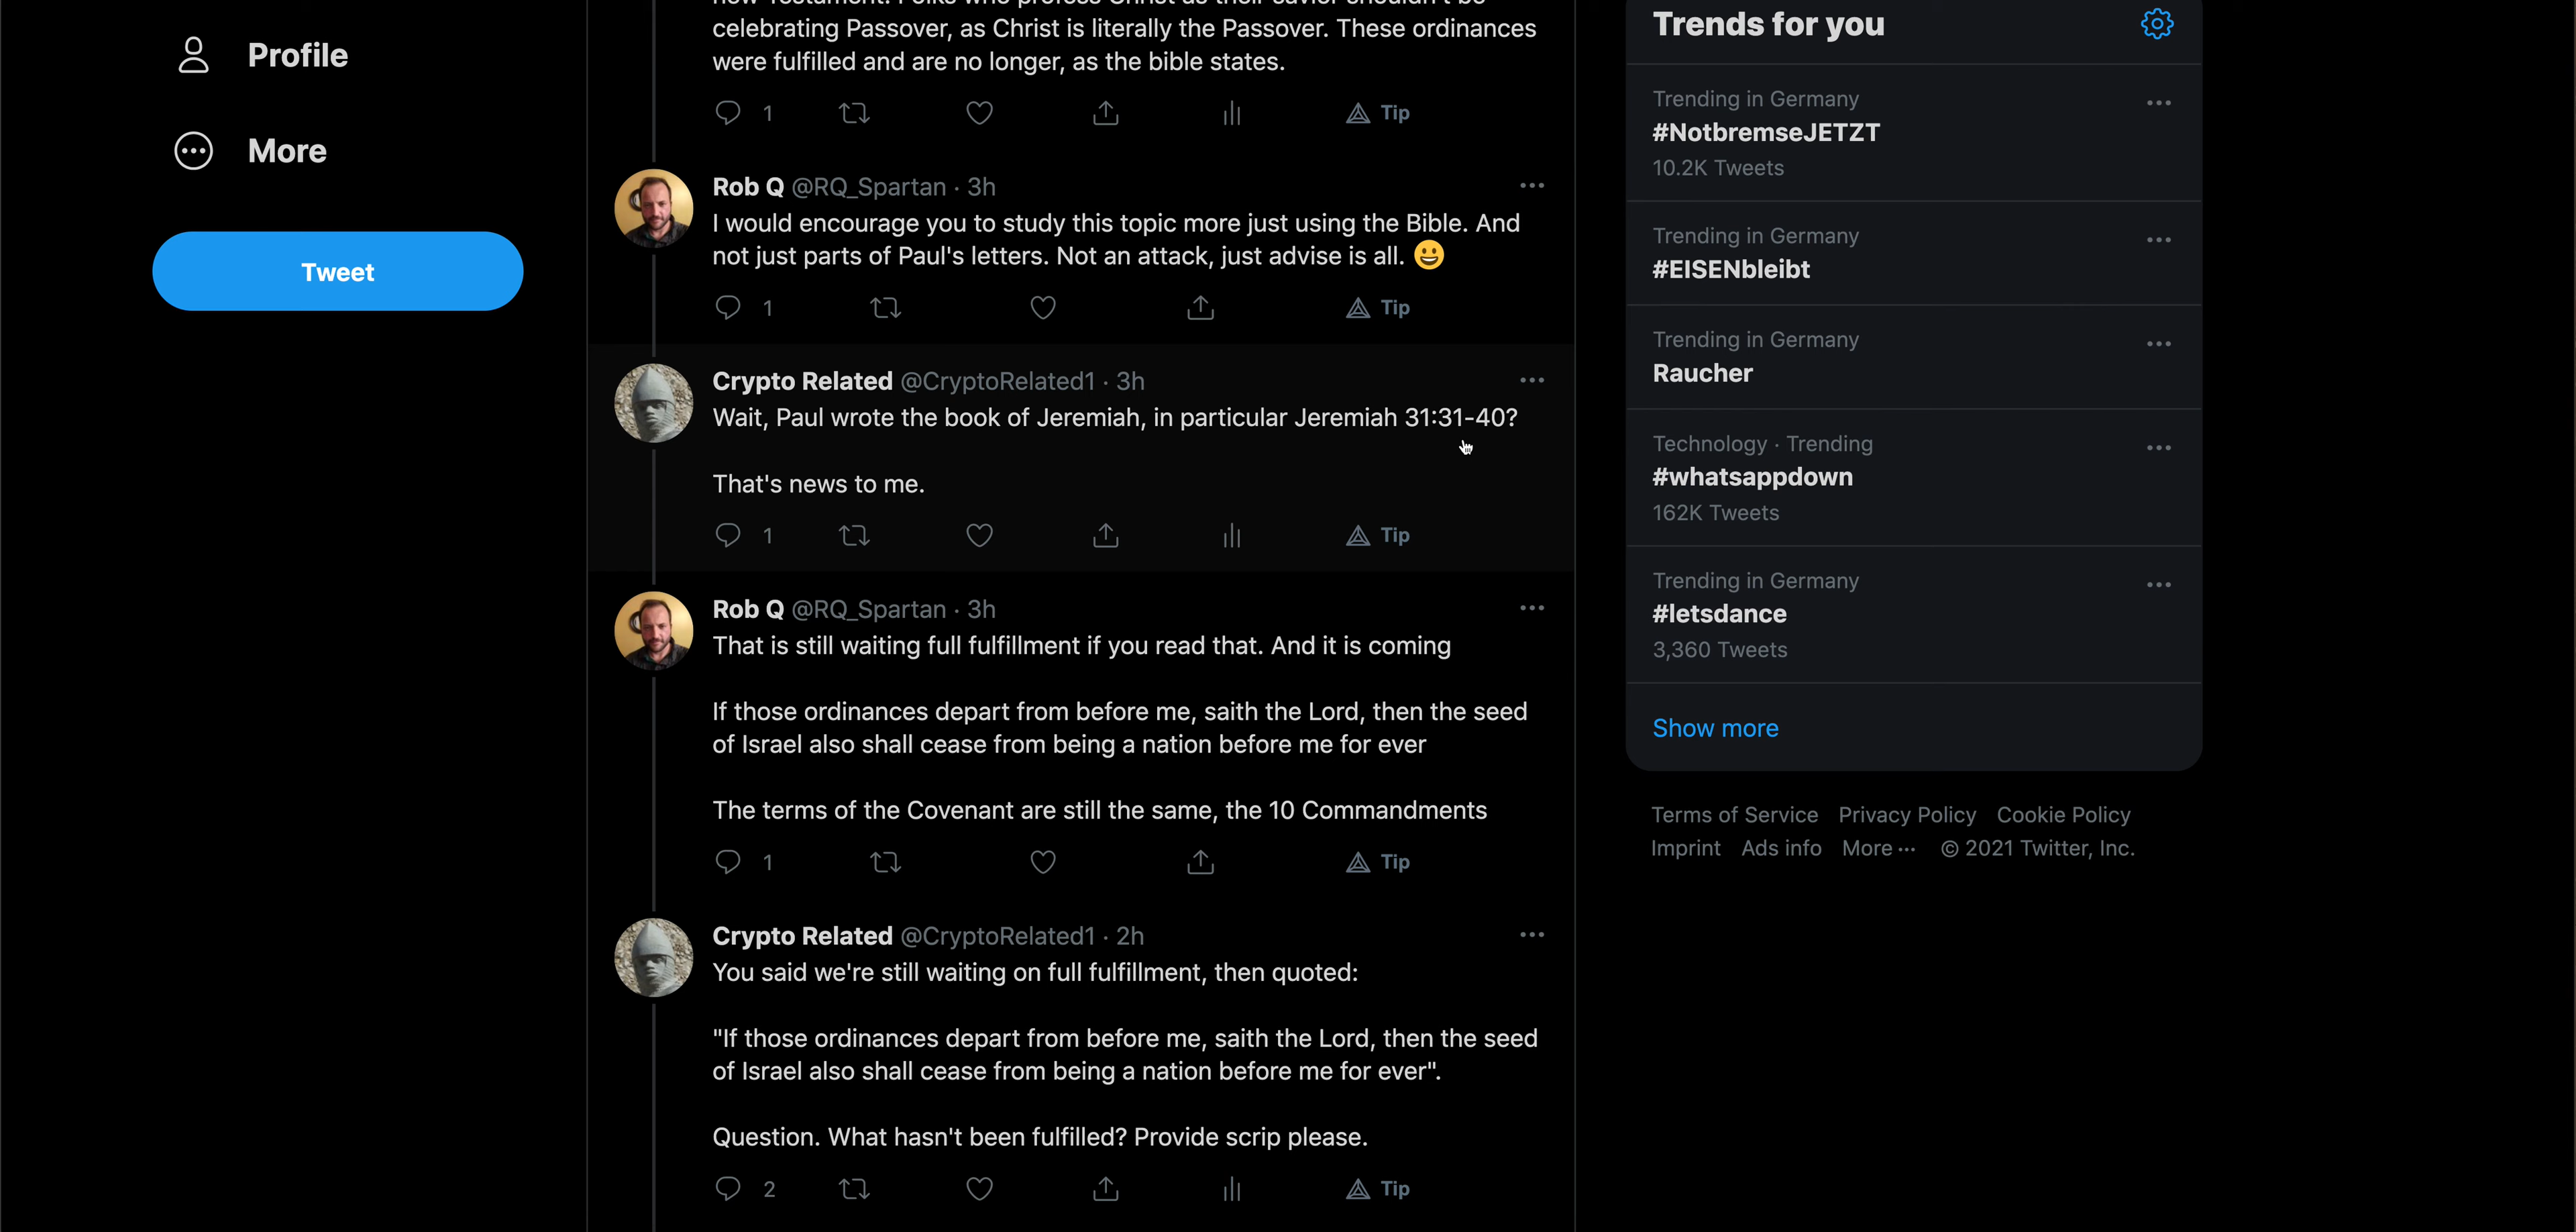 Profile
More
Tweet
celebrating Passover, as Christ is literally the Passover. These ordinances
were fulfilled and are no longer, as the bible states.
1 Tip
Rob Q @RQ_Spartan · 3h
I would encourage you to study this topic more just using the Bible. And
not just parts of Paul's letters. Not an attack, just advise is all. 😀
1 Tip
Crypto Related @CryptoRelated1 · 3h
Wait, Paul wrote the book of Jeremiah, in particular Jeremiah 31:31-40?
That's news to me.
1 Tip
Rob Q @RQ_Spartan · 3h
That is still waiting full fulfillment if you read that. And it is coming
If those ordinances depart from before me, saith the Lord, then the seed
of Israel also shall cease from being a nation before me for ever
The terms of the Covenant are still the same, the 10 Commandments
1 Tip
Crypto Related @CryptoRelated1 · 2h
You said we're still waiting on full fulfillment, then quoted:
"If those ordinances depart from before me, saith the Lord, then the seed
of Israel also shall cease from being a nation before me for ever".
Question. What hasn't been fulfilled? Provide scrip please.
2 Tip
Trends for you
Trending in Germany
#NotbremseJETZT
10.2K Tweets
Trending in Germany
#EISENbleibt
Trending in Germany
Raucher
Technology · Trending
#whatsappdown
162K Tweets
Trending in Germany
#letsdance
3,360 Tweets
Show more
Terms of Service Privacy Policy Cookie Policy
Imprint Ads info More ··· © 2021 Twitter, Inc.